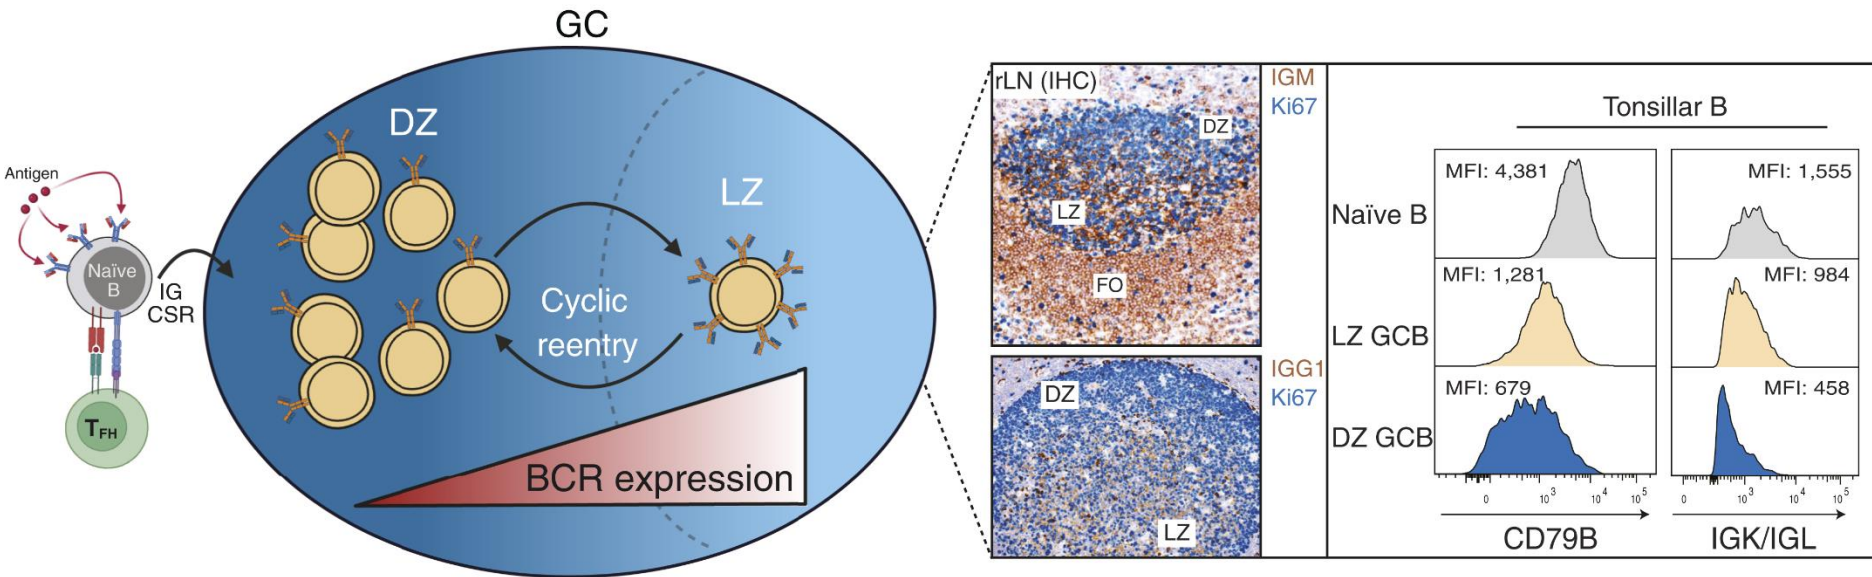 GC
DZ
LZ
Antigen
Naïve
B
IG
CSR
TFH
Cyclic
reentry
BCR expression
rLN (IHC)
DZ
LZ
FO
IGM
Ki67
DZ
LZ
IGG1
Ki67
Tonsillar B
Naïve B
MFI: 4,381
MFI: 1,555
LZ GCB
MFI: 1,281
MFI: 984
DZ GCB
MFI: 679
MFI: 458
0 10³ 10⁴ 10⁵
0 10³ 10⁴ 10⁵
CD79B
IGK/IGL